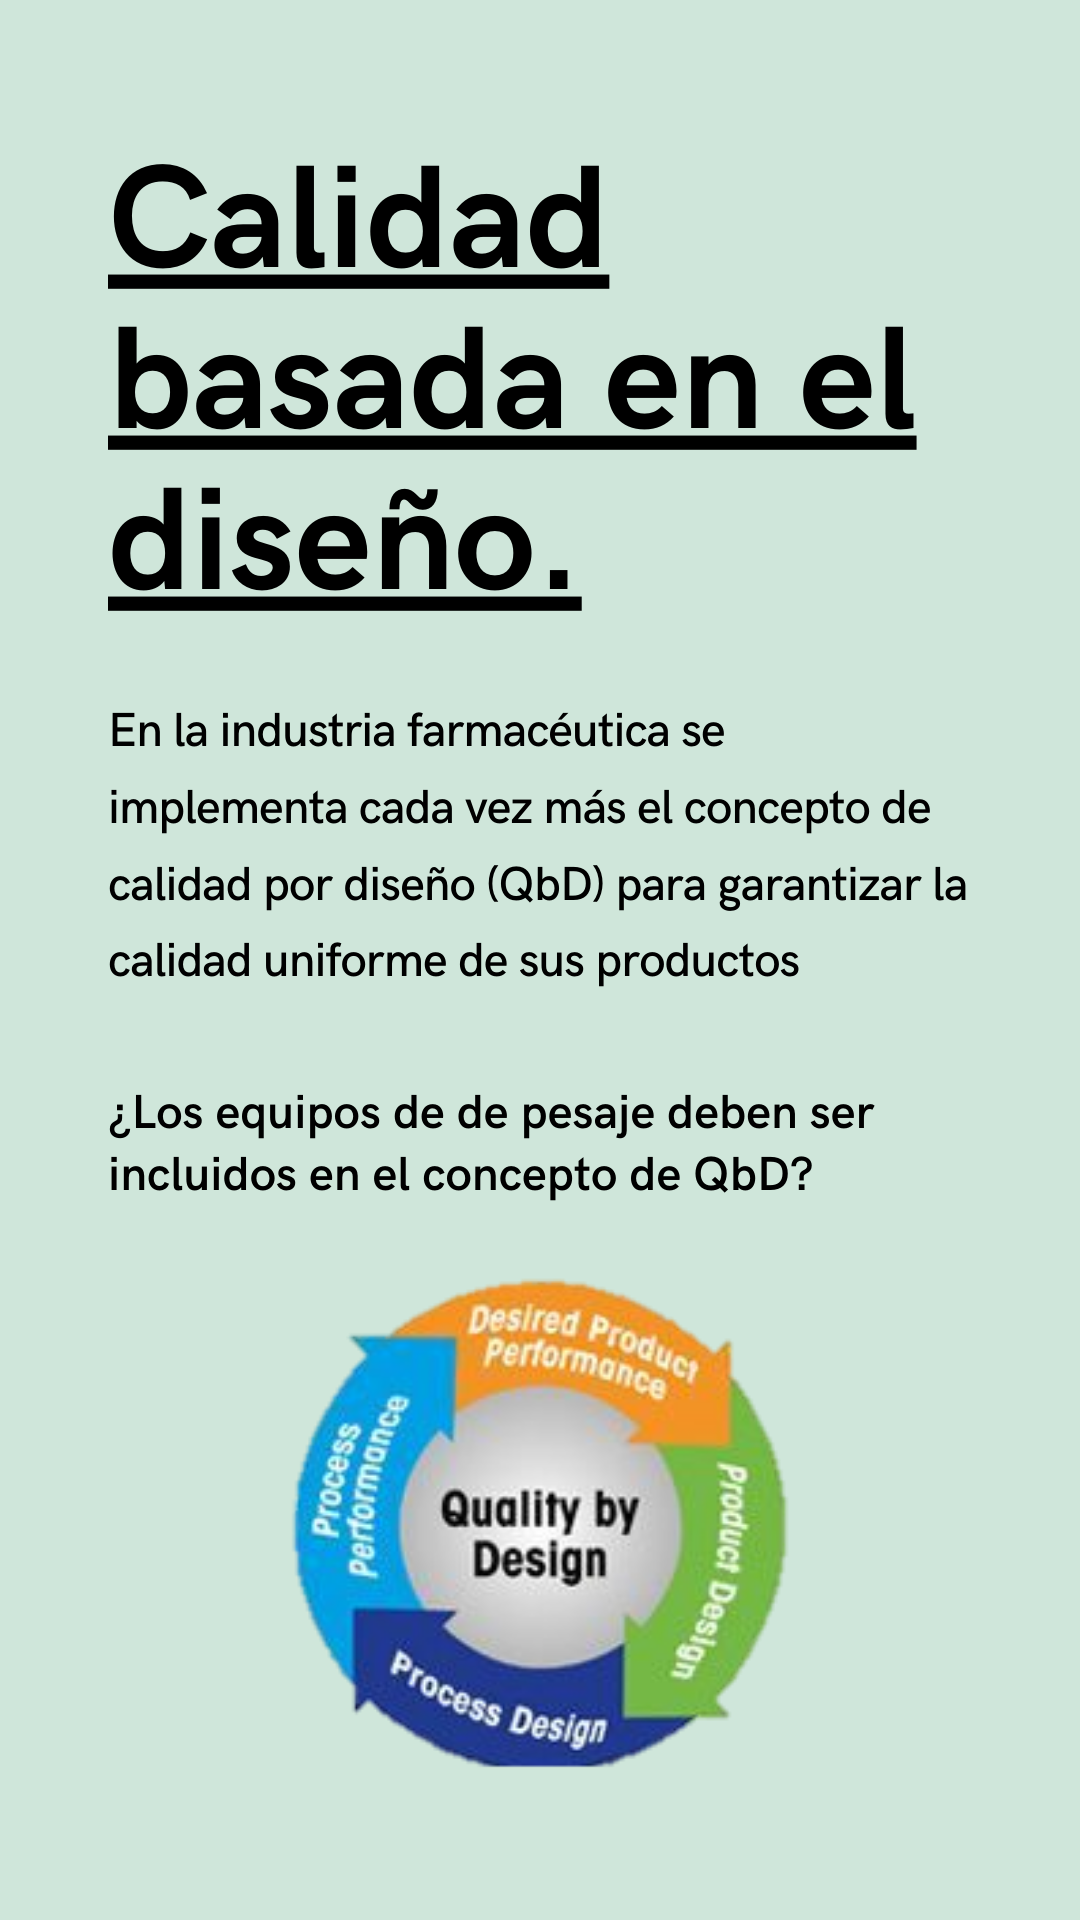 Calidad
basada en el
diseño.
En la industria farmacéutica se
implementa cada vez más el concepto de
calidad por diseño (QbD) para garantizar la
calidad uniforme de sus productos
¿Los equipos de de pesaje deben ser
incluidos en el concepto de QbD?
Desired Product
Performance
Product Design
Process Design
Process
Performance
Quality by
Design